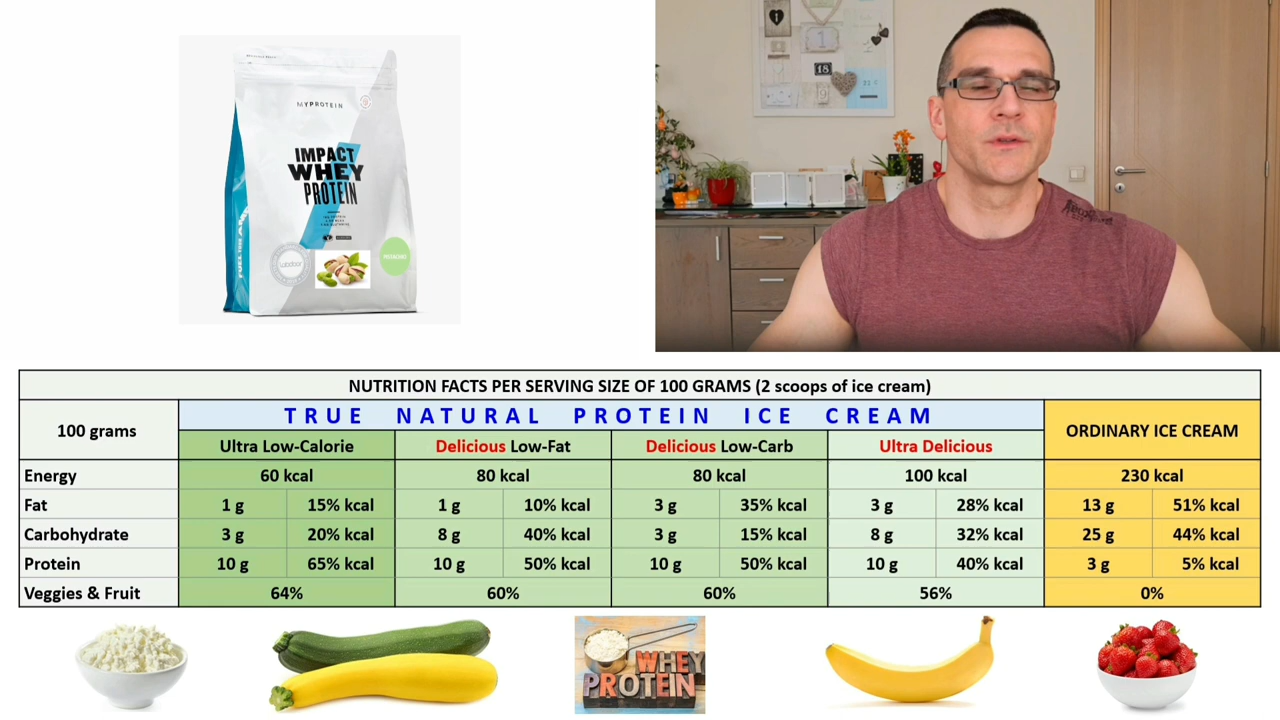 MYPROTEIN
IMPACT
WHEY
PROTEIN
PISTACHIO
1
18
9
NUTRITION FACTS PER SERVING SIZE OF 100 GRAMS (2 scoops of ice cream)
100 grams
TRUE NATURAL PROTEIN ICE CREAM
ORDINARY ICE CREAM
Ultra Low-Calorie Delicious Low-Fat Delicious Low-Carb Ultra Delicious
Energy 60 kcal 80 kcal 80 kcal 100 kcal 230 kcal
Fat 1 g 15% kcal 1 g 10% kcal 3 g 35% kcal 3 g 28% kcal 13 g 51% kcal
Carbohydrate 3 g 20% kcal 8 g 40% kcal 3 g 15% kcal 8 g 32% kcal 25 g 44% kcal
Protein 10 g 65% kcal 10 g 50% kcal 10 g 50% kcal 10 g 40% kcal 3 g 5% kcal
Veggies & Fruit 64% 60% 60% 56% 0%
WHEY
PROTEIN